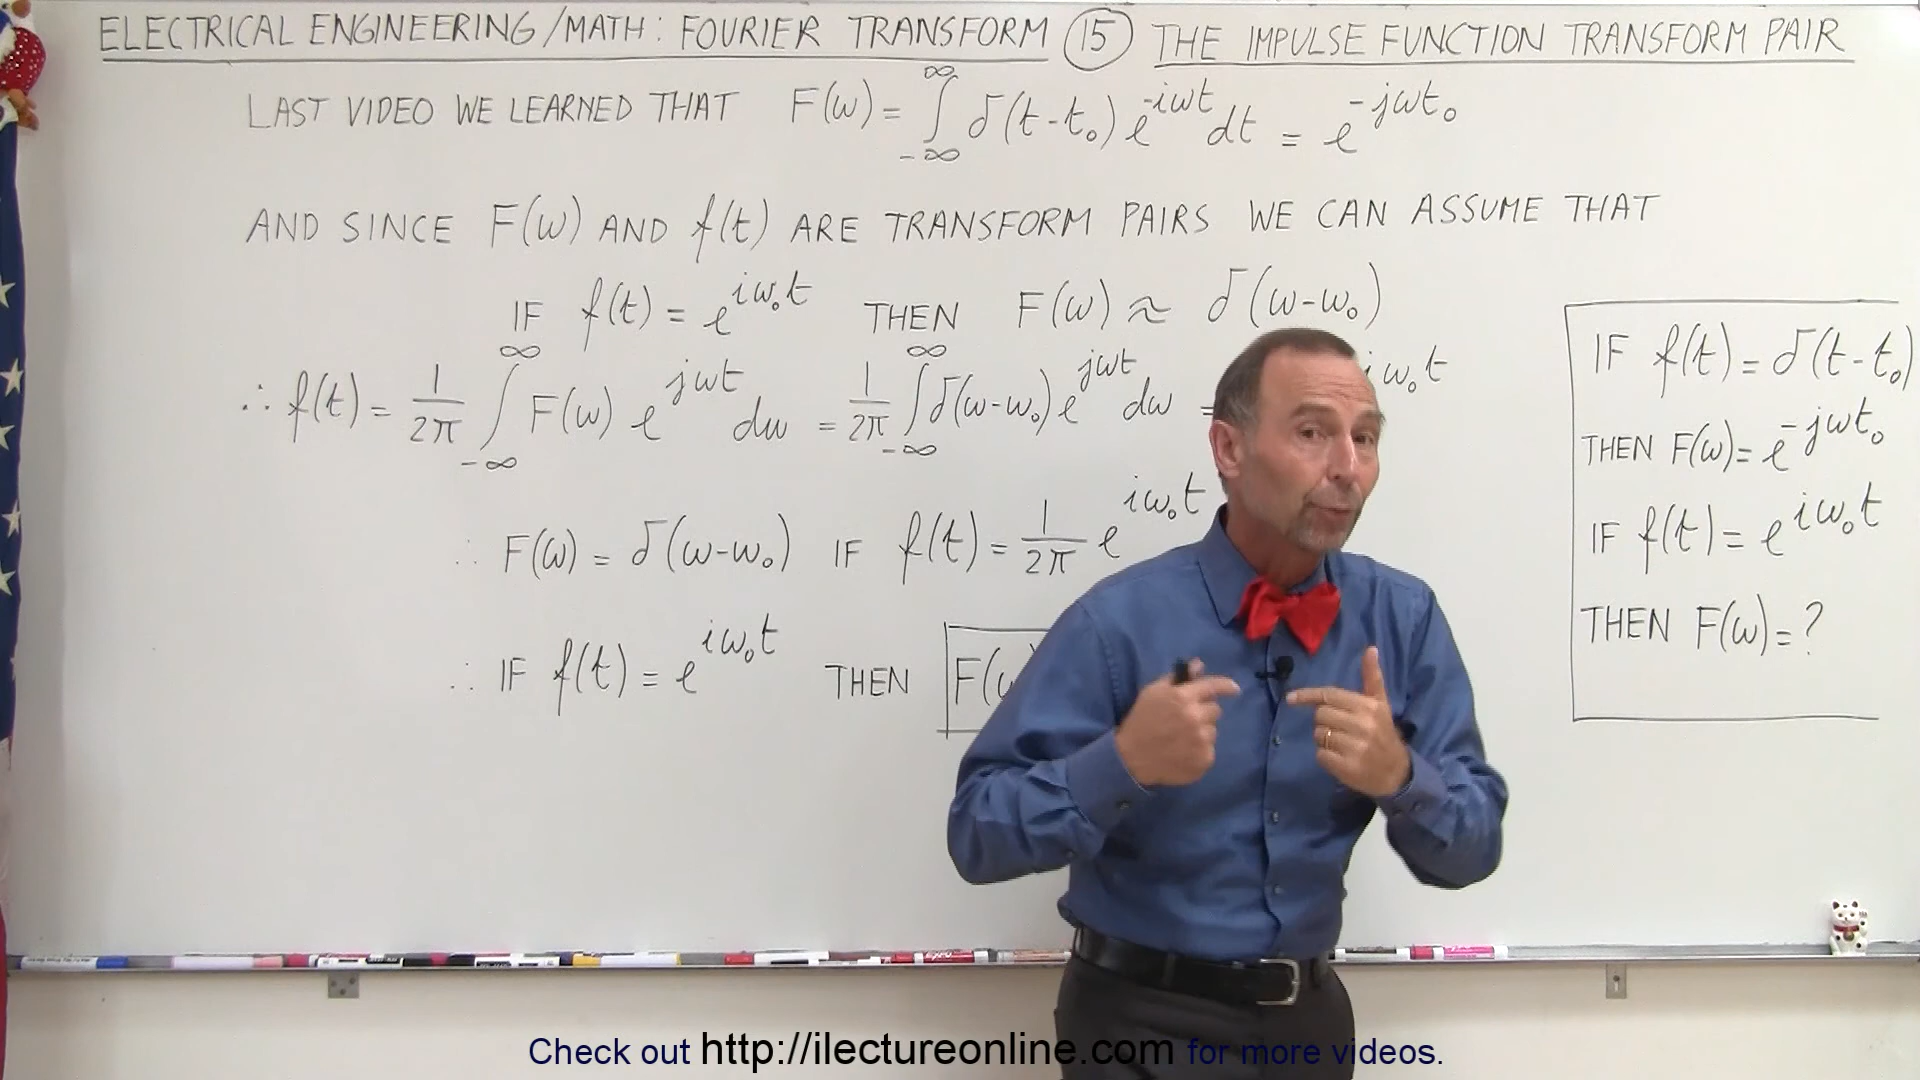 ELECTRICAL ENGINEERING/MATH: FOURIER TRANSFORM 15 THE IMPULSE FUNCTION TRANSFORM PAIR
LAST VIDEO WE LEARNED THAT F(ω) = ∫_{-∞}^{∞} δ(t-t₀) e^{-iωt} dt = e^{-jωt₀}
AND SINCE F(ω) AND f(t) ARE TRANSFORM PAIRS WE CAN ASSUME THAT
IF f(t) = e^{iω₀t} THEN F(ω) ≈ δ(ω-ω₀)
∴ f(t) = 1/2π ∫_{-∞}^{∞} F(ω) e^{jωt} dω = 1/2π ∫_{-∞}^{∞} δ(ω-ω₀) e^{jωt} dω = iω₀t
∴ F(ω) = δ(ω-ω₀) IF f(t) = 1/2π e^{iω₀t}
∴ IF f(t) = e^{iω₀t} THEN F(ω
IF f(t) = δ(t-t₀)
THEN F(ω) = e^{-jωt₀}
IF f(t) = e^{iω₀t}
THEN F(ω) = ?
Check out http://ilectureonline.com for more videos.